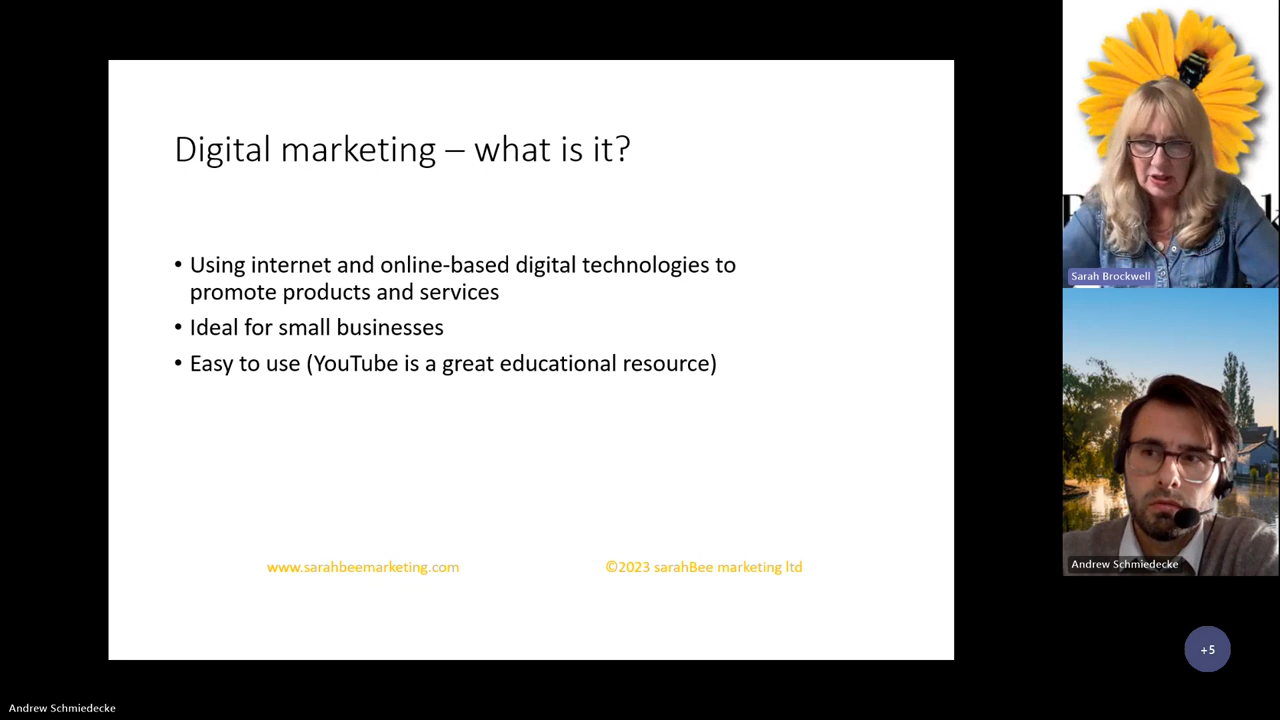 Digital marketing – what is it?
• Using internet and online-based digital technologies to
promote products and services
• Ideal for small businesses
• Easy to use (YouTube is a great educational resource)
www.sarahbeemarketing.com
©2023 sarahBee marketing ltd
Sarah Brockwell
Andrew Schmiedecke
+5
Andrew Schmiedecke